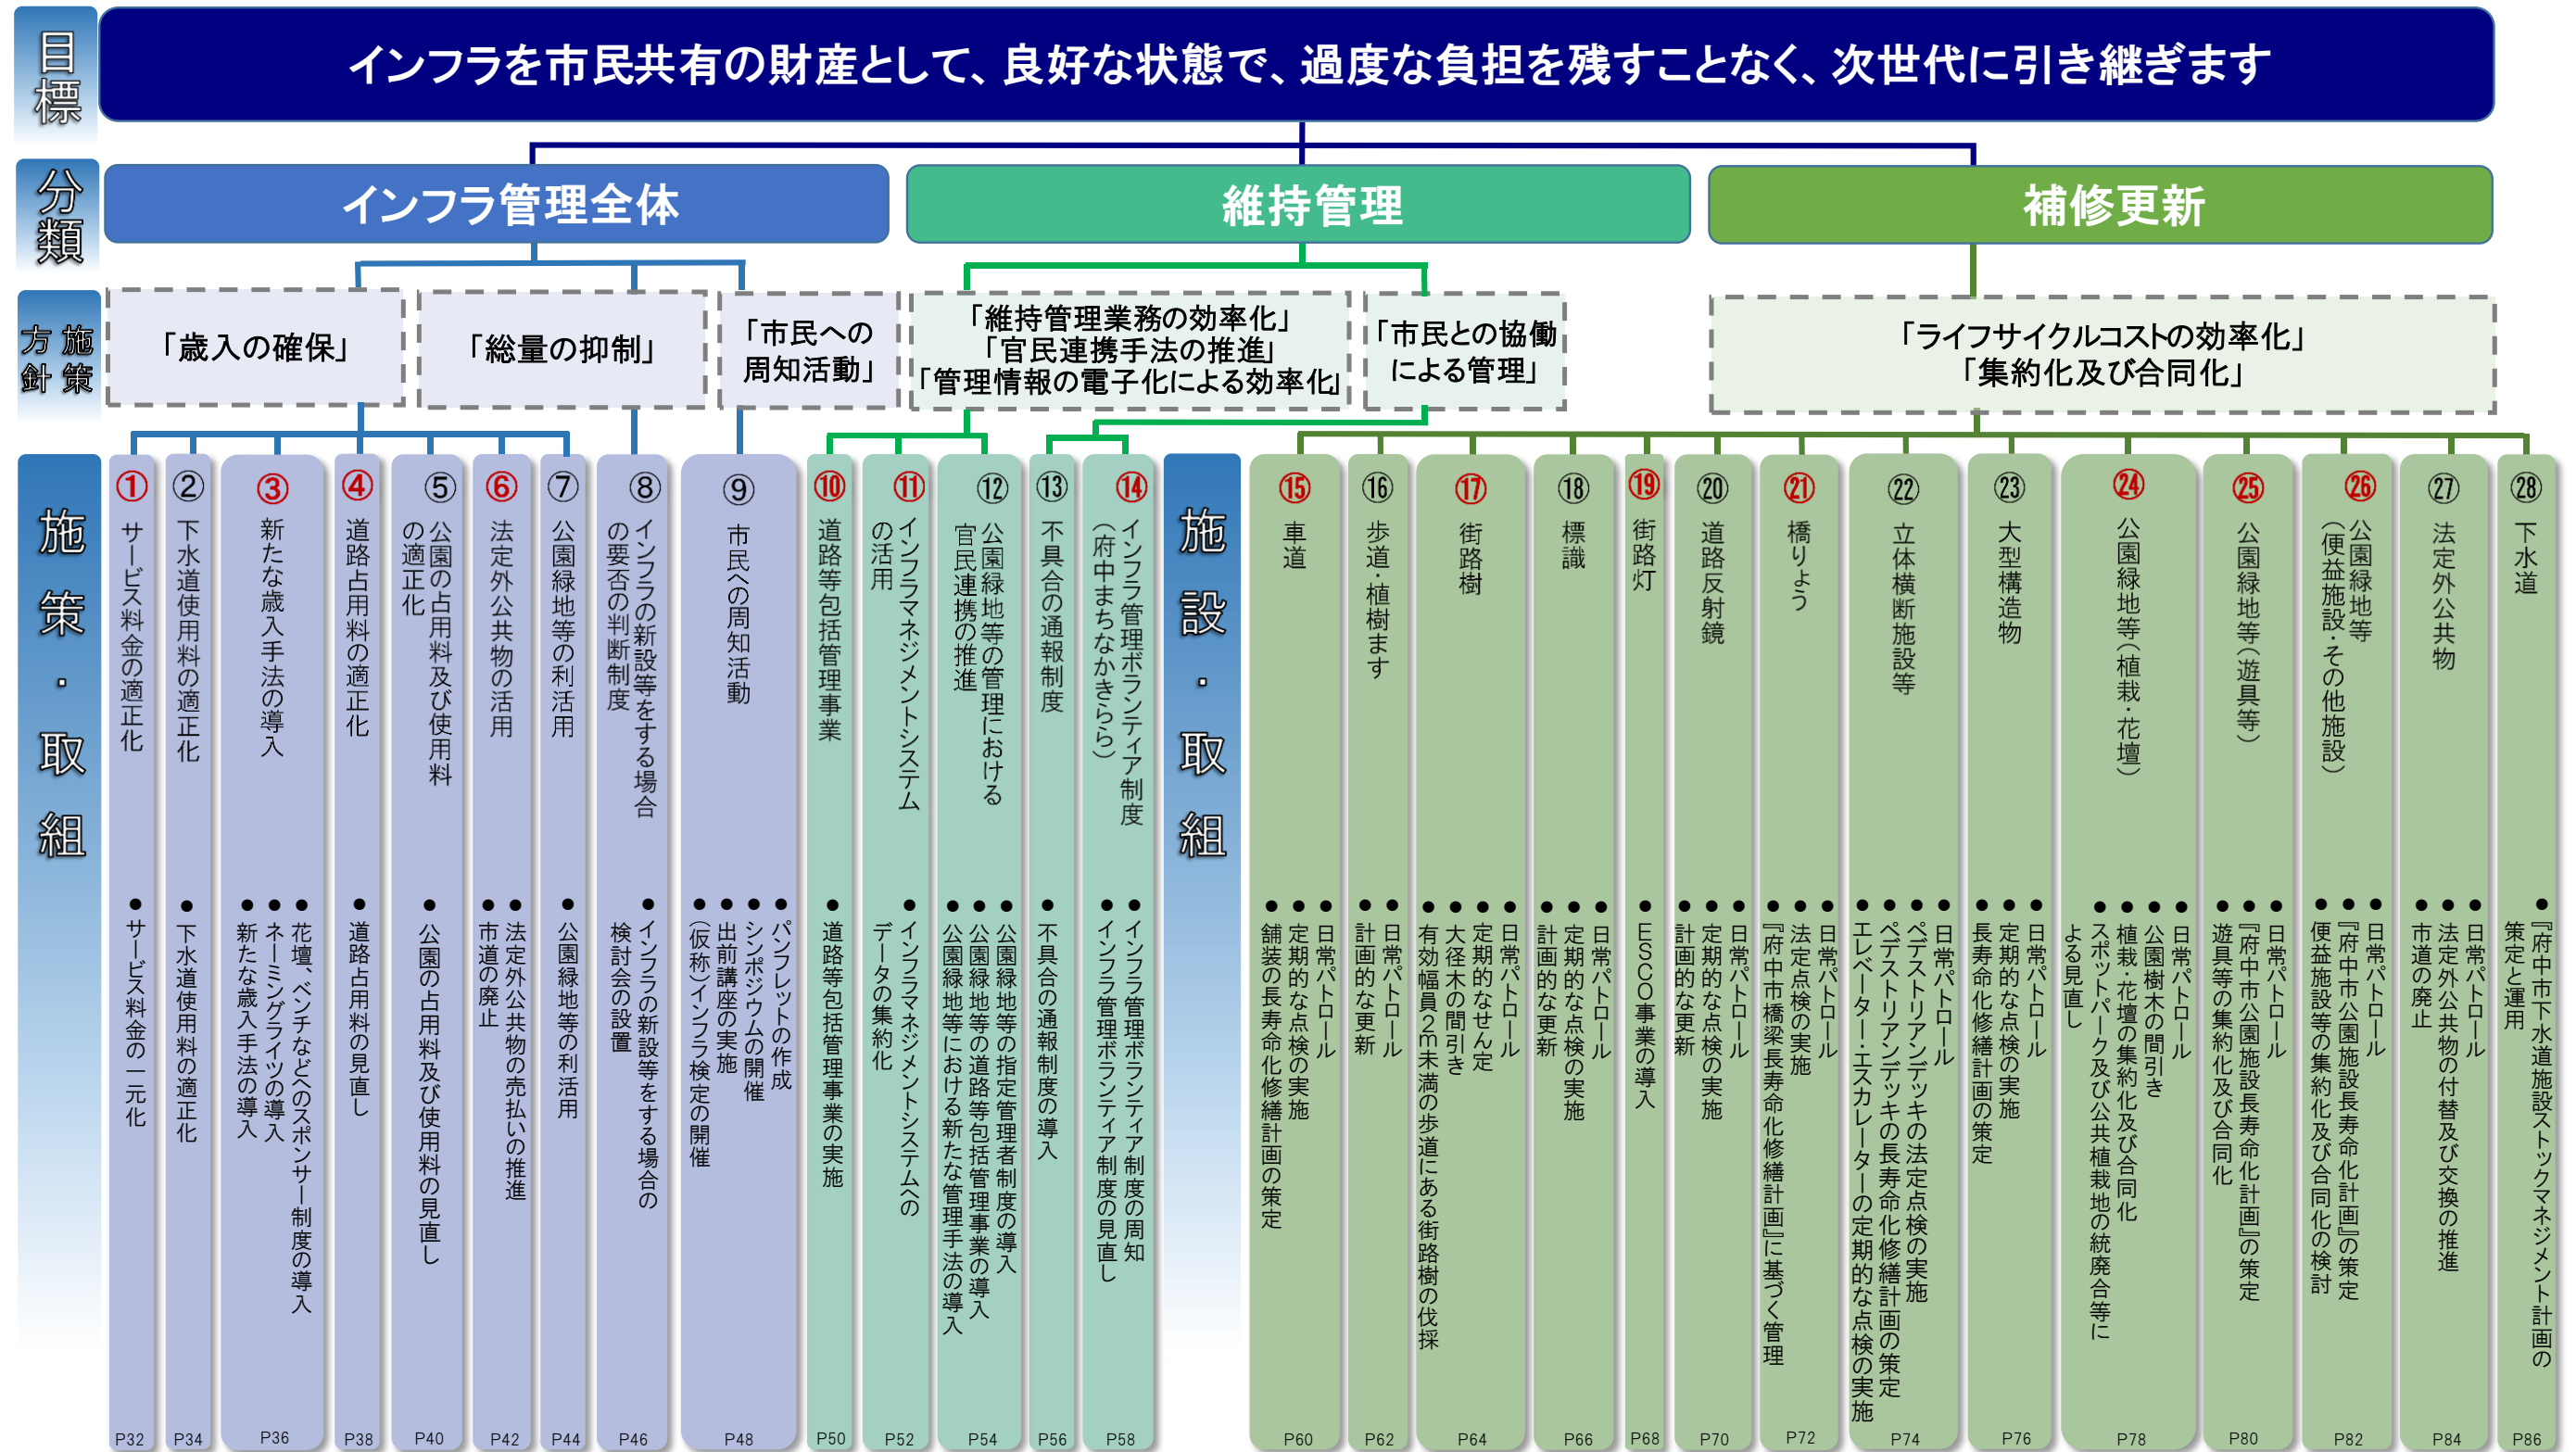 目標
インフラを市民共有の財産として、良好な状態で、過度な負担を残すことなく、次世代に引き継ぎます
分類
インフラ管理全体
維持管理
補修更新
施策
方針
「歳入の確保」
「総量の抑制」
「市民への
周知活動」
「維持管理業務の効率化」
「官民連携手法の推進」
「管理情報の電子化による効率化」
「市民との協働
による管理」
「ライフサイクルコストの効率化」
「集約化及び合同化」
施策・取組
①
サービス料金の適正化
●サービス料金の一元化
P32
②
下水道使用料の適正化
●下水道使用料の適正化
P34
③
新たな歳入手法の導入
●花壇、ベンチなどへのスポンサー制度の導入
●ネーミングライツの導入
●新たな歳入手法の導入
P36
④
道路占用料の適正化
●道路占用料の見直し
P38
⑤
公園の占用料及び使用料
の適正化
●公園の占用料及び使用料の見直し
P40
⑥
法定外公共物の活用
●法定外公共物の売払いの推進
●市道の廃止
P42
⑦
公園緑地等の利活用
●公園緑地等の利活用
P44
⑧
インフラの新設等をする場合
の要否の判断制度
●インフラの新設等をする場合の
検討会の設置
P46
⑨
市民への周知活動
●パンフレットの作成
●シンポジウムの開催
●出前講座の実施
●(仮称)インフラ検定の開催
P48
⑩
道路等包括管理事業
●道路等包括管理事業の実施
P50
⑪
インフラマネジメントシステム
の活用
●インフラマネジメントシステムへの
データの集約化
P52
⑫
公園緑地等の管理における
官民連携の推進
●公園緑地等の指定管理者制度の導入
●公園緑地等の道路等包括管理事業の導入
●公園緑地等における新たな管理手法の導入
P54
⑬
不具合の通報制度
●不具合の通報制度の導入
P56
⑭
インフラ管理ボランティア制度
(府中まちなかきらら)
●インフラ管理ボランティア制度の周知
●インフラ管理ボランティア制度の見直し
P58
施設・取組
⑮
車道
●日常パトロール
●定期的な点検の実施
●舗装の長寿命化修繕計画の策定
P60
⑯
歩道・植樹ます
●日常パトロール
●計画的な更新
P62
⑰
街路樹
●日常パトロール
●定期的なせん定
●大径木の間引き
●有効幅員2m未満の歩道にある街路樹の伐採
P64
⑱
標識
●日常パトロール
●定期的な点検の実施
●計画的な更新
P66
⑲
街路灯
●ESCO事業の導入
P68
⑳
道路反射鏡
●日常パトロール
●定期的な点検の実施
●計画的な更新
P70
㉑
橋りょう
●日常パトロール
●法定点検の実施
●『府中市橋梁長寿命化修繕計画』に基づく管理
P72
㉒
立体横断施設等
●日常パトロール
●ペデストリアンデッキの法定点検の実施
●ペデストリアンデッキの長寿命化修繕計画の策定
●エレベーター・エスカレーターの定期的な点検の実施
P74
㉓
大型構造物
●日常パトロール
●定期的な点検の実施
●長寿命化修繕計画の策定
P76
㉔
公園緑地等(植栽・花壇)
●日常パトロール
●公園樹木の間引き
●植栽・花壇の集約化及び合同化
●スポットパーク及び公共植栽地の統廃合等に
よる見直し
P78
㉕
公園緑地等(遊具等)
●日常パトロール
●『府中市公園施設長寿命化計画』の策定
●遊具等の集約化及び合同化
P80
㉖
公園緑地等
(便益施設・その他施設)
●日常パトロール
●『府中市公園施設長寿命化計画』の策定
●便益施設等の集約化及び合同化の検討
P82
㉗
法定外公共物
●日常パトロール
●法定外公共物の付替及び交換の推進
●市道の廃止
P84
㉘
下水道
●『府中市下水道施設ストックマネジメント計画の
策定と運用
P86